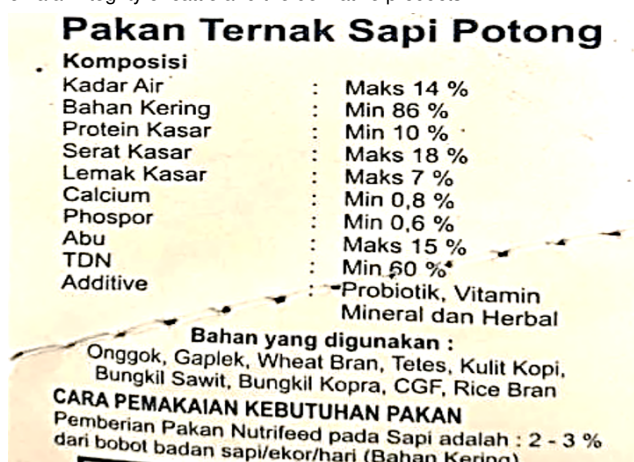 Pakan Ternak Sapi Potong
Komposisi
Kadar Air : Maks 14 %
Bahan Kering : Min 86 %
Protein Kasar : Min 10 %
Serat Kasar : Maks 18 %
Lemak Kasar : Maks 7 %
Calcium : Min 0,8 %
Phospor : Min 0,6 %
Abu : Maks 15 %
TDN : Min 60 %
Additive : Probiotik, Vitamin
Mineral dan Herbal
Bahan yang digunakan :
Onggok, Gaplek, Wheat Bran, Tetes, Kulit Kopi,
Bungkil Sawit, Bungkil Kopra, CGF, Rice Bran
CARA PEMAKAIAN KEBUTUHAN PAKAN
Pemberian Pakan Nutrifeed pada Sapi adalah : 2 - 3 %
dari bobot badan sapi/ekor/hari (Bahan Kering)